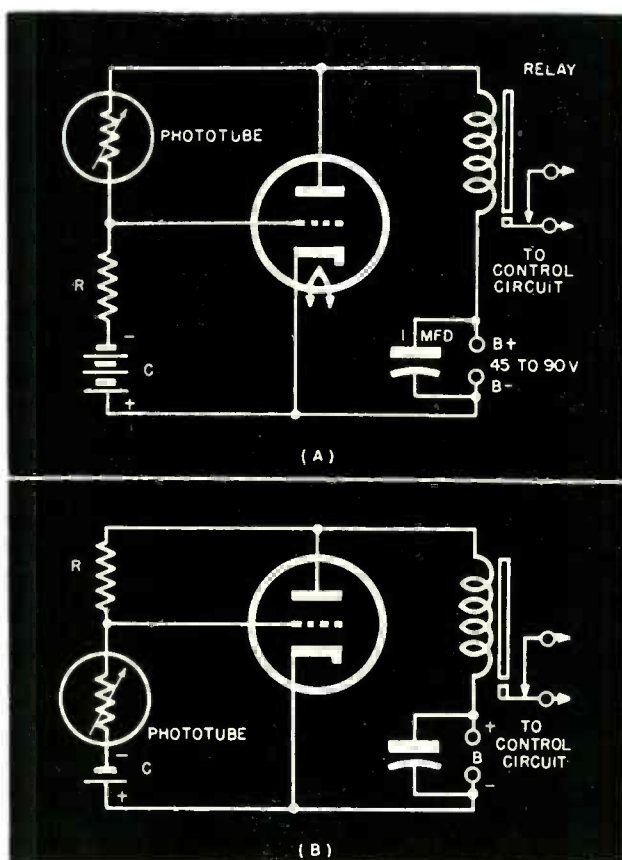 RELAY
PHOTOTUBE
R
-
C
+
TO
CONTROL
CIRCUIT
1 MFD
B+
45 TO 90 V
B-
(A)
R
PHOTOTUBE
-
C
+
TO
CONTROL
CIRCUIT
+
B
-
(B)